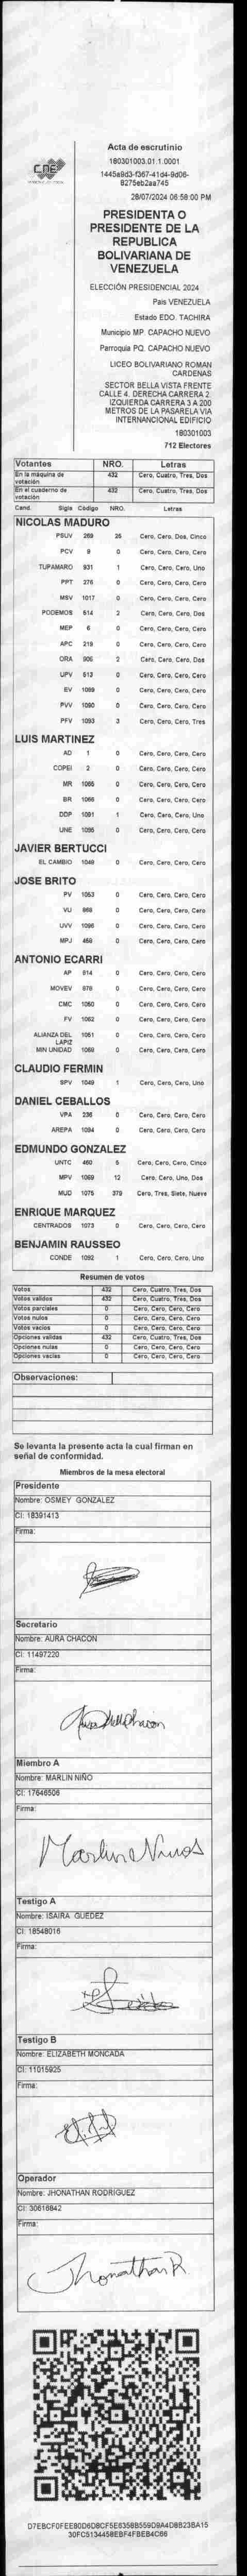 CNE
Acta de escrutinio
180301003.01.1.0001
28/07/2024 06:58:00 PM
PRESIDENTA O
PRESIDENTE DE LA
REPUBLICA
BOLIVARIANA DE
VENEZUELA
ELECCIÓN PRESIDENCIAL 2024
Pais VENEZUELA
Estado EDO. TACHIRA
Municipio MP. CAPACHO NUEVO
Parroquia PQ. CAPACHO NUEVO
LICEO BOLIVARIANO ROMAN
CARDENAS
SECTOR BELLA VISTA FRENTE
CALLE 4. DERECHA CARRERA 2.
IZQUIERDA CARRERA 3 A 200
METROS DE LA PASARELA VIA
INTERNANCIONAL EDIFICIO
180301003
712 Electores
Votantes NRO. Letras
En la máquina de votación 432 Cero, Cuatro, Tres, Dos
En el cuaderno de votación 432 Cero, Cuatro, Tres, Dos
Cand. Sigla Código NRO. Letras
NICOLAS MADURO
PSUV 269 25 Cero, Cero, Dos, Cinco
PCV 0 Cero, Cero, Cero, Cero
TUPAMARO 931 1 Cero, Cero, Cero, Uno
PPT 376 0 Cero, Cero, Cero, Cero
MSV 1017 0 Cero, Cero, Cero, Cero
PODEMOS 514 2 Cero, Cero, Cero, Dos
MEP 6 0 Cero, Cero, Cero, Cero
APC 219 0 Cero, Cero, Cero, Cero
ORA 906 2 Cero, Cero, Cero, Dos
UPV 513 0 Cero, Cero, Cero, Cero
EV 1089 0 Cero, Cero, Cero, Cero
PVV 1090 0 Cero, Cero, Cero, Cero
PFV 1093 3 Cero, Cero, Cero, Tres
LUIS MARTINEZ
AD 1 0 Cero, Cero, Cero, Cero
COPEI 2 0 Cero, Cero, Cero, Cero
MR 1065 0 Cero, Cero, Cero, Cero
BR 1066 0 Cero, Cero, Cero, Cero
DDP 1091 1 Cero, Cero, Cero, Uno
UNE 1095 0 Cero, Cero, Cero, Cero
JAVIER BERTUCCI
EL CAMBIO 1048 0 Cero, Cero, Cero, Cero
JOSE BRITO
PV 1053 0 Cero, Cero, Cero, Cero
VU 968 0 Cero, Cero, Cero, Cero
UVV 1096 0 Cero, Cero, Cero, Cero
MPJ 459 0 Cero, Cero, Cero, Cero
ANTONIO ECARRI
AP 914 0 Cero, Cero, Cero, Cero
MOVEV 978 0 Cero, Cero, Cero, Cero
CMC 1050 0 Cero, Cero, Cero, Cero
FV 1062 0 Cero, Cero, Cero, Cero
ALIANZA DEL LAPIZ 1051 0 Cero, Cero, Cero, Cero
MIN UNIDAD 1069 0 Cero, Cero, Cero, Cero
CLAUDIO FERMIN
SPV 1049 1 Cero, Cero, Cero, Uno
DANIEL CEBALLOS
VPA 236 0 Cero, Cero, Cero, Cero
AREPA 1094 0 Cero, Cero, Cero, Cero
EDMUNDO GONZALEZ
UNTC 460 5 Cero, Cero, Cero, Cinco
MPV 12 Cero, Cero, Uno, Dos
MUD 1075 379 Cero, Tres, Siete, Nueve
ENRIQUE MARQUEZ
CENTRADOS 1073 0 Cero, Cero, Cero, Cero
BENJAMIN RAUSSEO
CONDE 1092 1 Cero, Cero, Cero, Uno
Resumen de votos
Votos 432 Cero, Cuatro, Tres, Dos
Votos validos 432 Cero, Cuatro, Tres, Dos
Votos parciales 0 Cero, Cero, Cero, Cero
Votos nulos 0 Cero, Cero, Cero, Cero
Votos vacios 0 Cero, Cero, Cero, Cero
Opciones validas 432 Cero, Cuatro, Tres, Dos
Opciones nulas 0 Cero, Cero, Cero, Cero
Opciones vacias 0 Cero, Cero, Cero, Cero
Observaciones:
Se levanta la presente acta la cual firman en
señal de conformidad.
Miembros de la mesa electoral
Presidente
Nombre: OSMEY GONZALEZ
CI: 18391413
Firma:
Secretario
Nombre: AURA CHACON
CI: 11497220
Firma:
Miembro A
Nombre: MARLIN NIÑO
CI: 17646506
Firma:
Testigo A
Nombre: ISAIRA GUEDEZ
CI: 18548016
Firma:
Testigo B
Nombre: ELIZABETH MONCADA
CI: 11015925
Firma:
Operador
Nombre: JHONATHAN RODRIGUEZ
CI: 30616842
Firma:
Jhonathan R